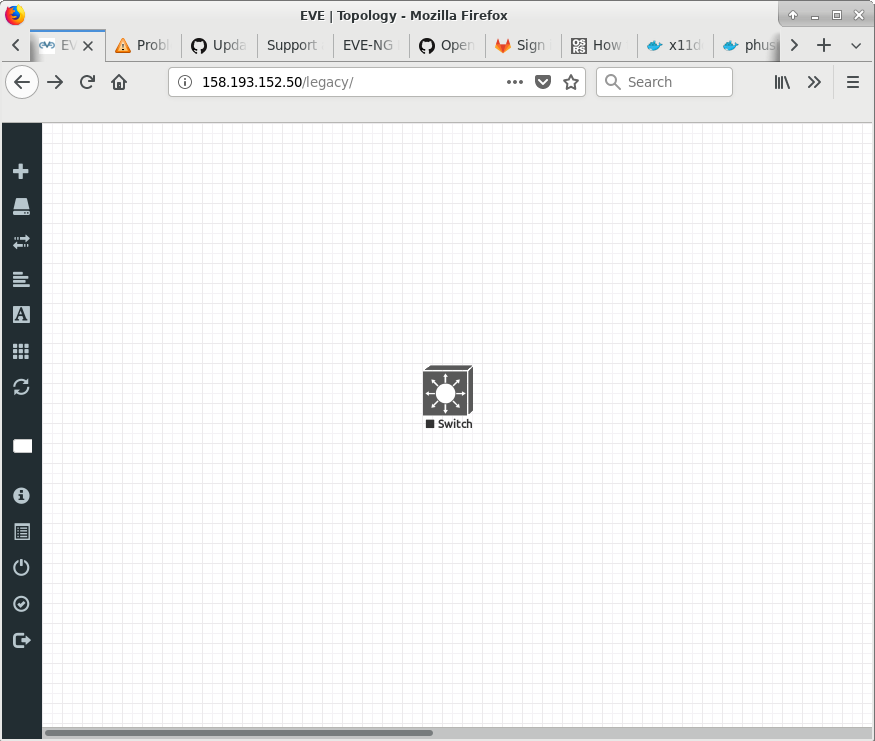 EVE | Topology - Mozilla Firefox
EV
Probl
Upda
Support
EVE-NG
Open
Sign
How
x11d
phus
158.193.152.50/legacy/
Search
A
Switch